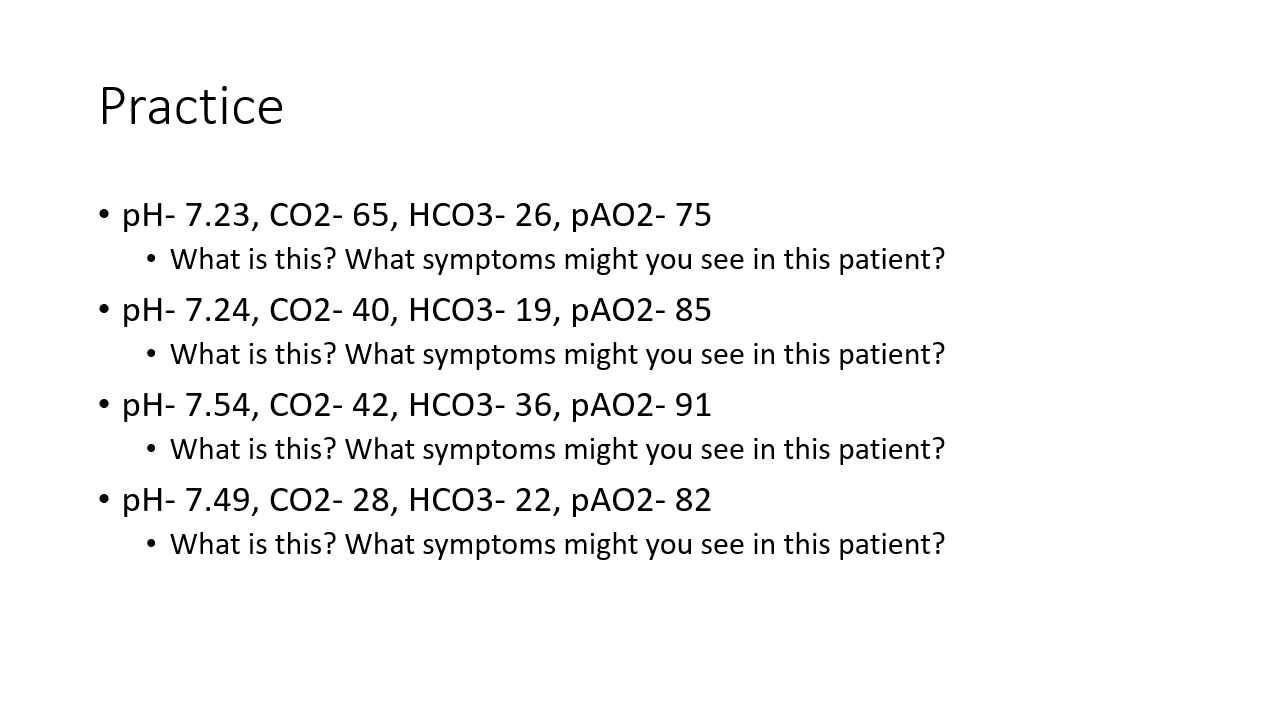 Practice
• pH- 7.23, CO2- 65, HCO3- 26, pAO2- 75
• What is this? What symptoms might you see in this patient?
• pH- 7.24, CO2- 40, HCO3- 19, pAO2- 85
• What is this? What symptoms might you see in this patient?
• pH- 7.54, CO2- 42, HCO3- 36, pAO2- 91
• What is this? What symptoms might you see in this patient?
• pH- 7.49, CO2- 28, HCO3- 22, pAO2- 82
• What is this? What symptoms might you see in this patient?